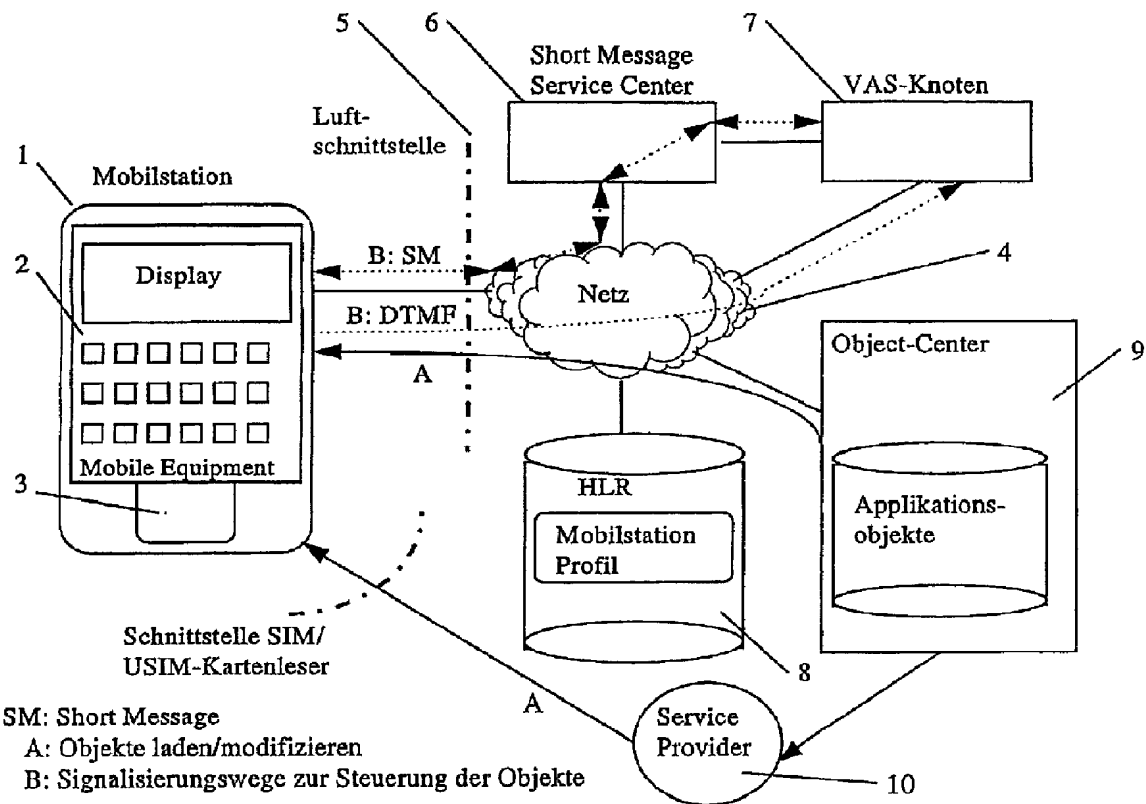 5
6
7
Short Message
Service Center
VAS-Knoten
Luft-
schnittstelle
1
Mobilstation
2
Display
B: SM
Netz
4
B: DTMF
A
Object-Center
9
Mobile Equipment
3
HLR
Mobilstation
Profil
Applikations-
objekte
Schnittstelle SIM/
USIM-Kartenleser
8
A
Service
Provider
10
SM: Short Message
A: Objekte laden/modifizieren
B: Signalisierungswege zur Steuerung der Objekte